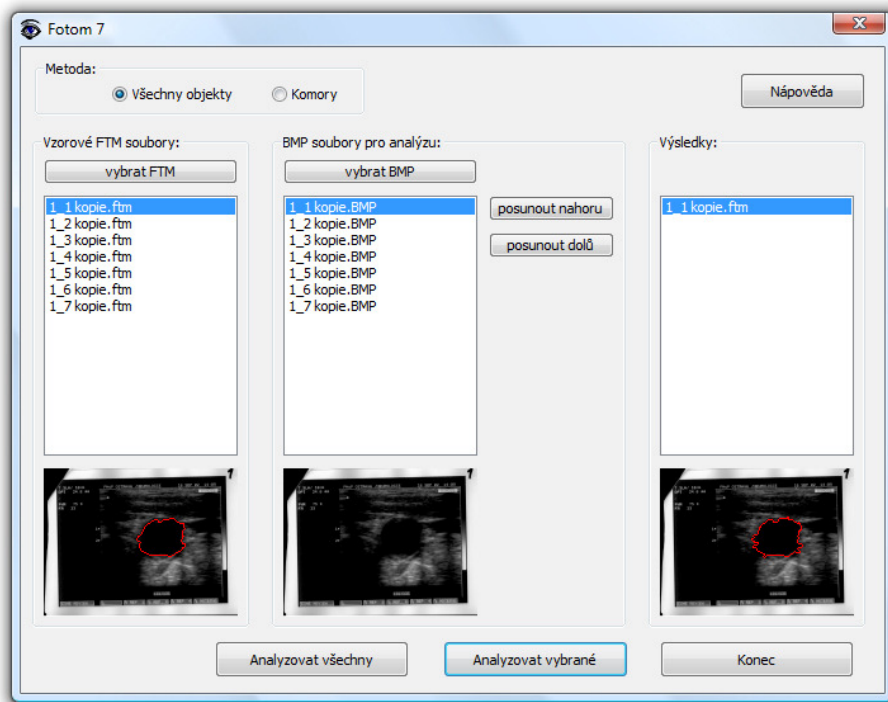 Fotom 7
Metoda:
Všechny objekty
Komory
Nápověda
Vzorové FTM soubory:
vybrat FTM
1_1 kopie.ftm
1_2 kopie.ftm
1_3 kopie.ftm
1_4 kopie.ftm
1_5 kopie.ftm
1_6 kopie.ftm
1_7 kopie.ftm
BMP soubory pro analýzu:
vybrat BMP
1_1 kopie.BMP
1_2 kopie.BMP
1_3 kopie.BMP
1_4 kopie.BMP
1_5 kopie.BMP
1_6 kopie.BMP
1_7 kopie.BMP
posunout nahoru
posunout dolů
Výsledky:
1_1 kopie.ftm
1
1
1
Analyzovat všechny
Analyzovat vybrané
Konec